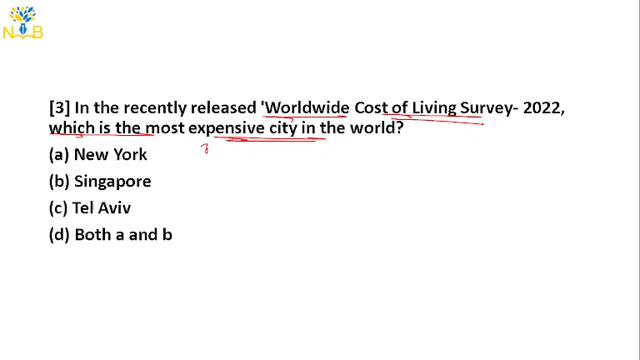 N B
[3] In the recently released 'Worldwide Cost of Living Survey- 2022,
which is the most expensive city in the world?
(a) New York
(b) Singapore
(c) Tel Aviv
(d) Both a and b